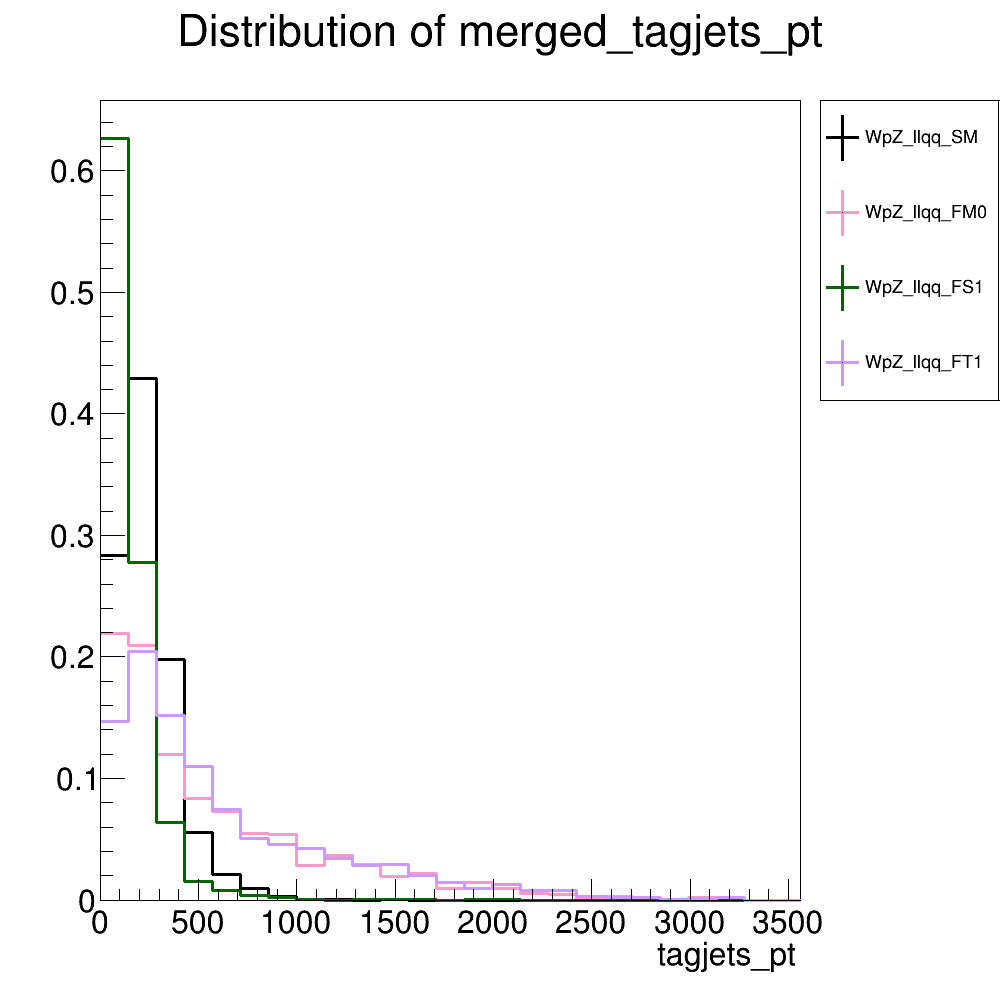 Distribution of merged_tagjets_pt
0.6
0.5
0.4
0.3
0.2
0.1
0
0 500 1000 1500 2000 2500 3000 3500
tagjets_pt
WpZ_llqq_SM
WpZ_llqq_FM0
WpZ_llqq_FS1
WpZ_llqq_FT1